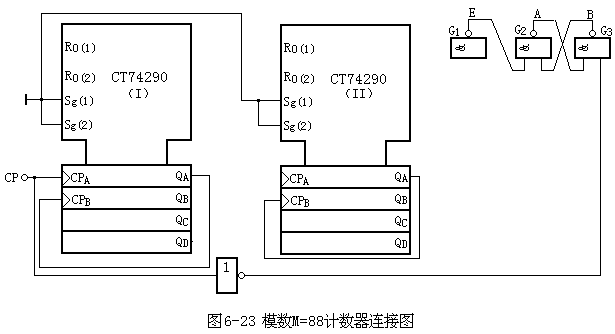 E A B
G1 G2 G3
& & &
R0(1) R0(1)
R0(2) CT74290 R0(2) CT74290
(I) (II)
Sg(1) Sg(1)
Sg(2) Sg(2)
CP CPA QA CPA QA
CPB QB CPB QB
QC QC
QD QD
1
图6-23 模数M=88计数器连接图